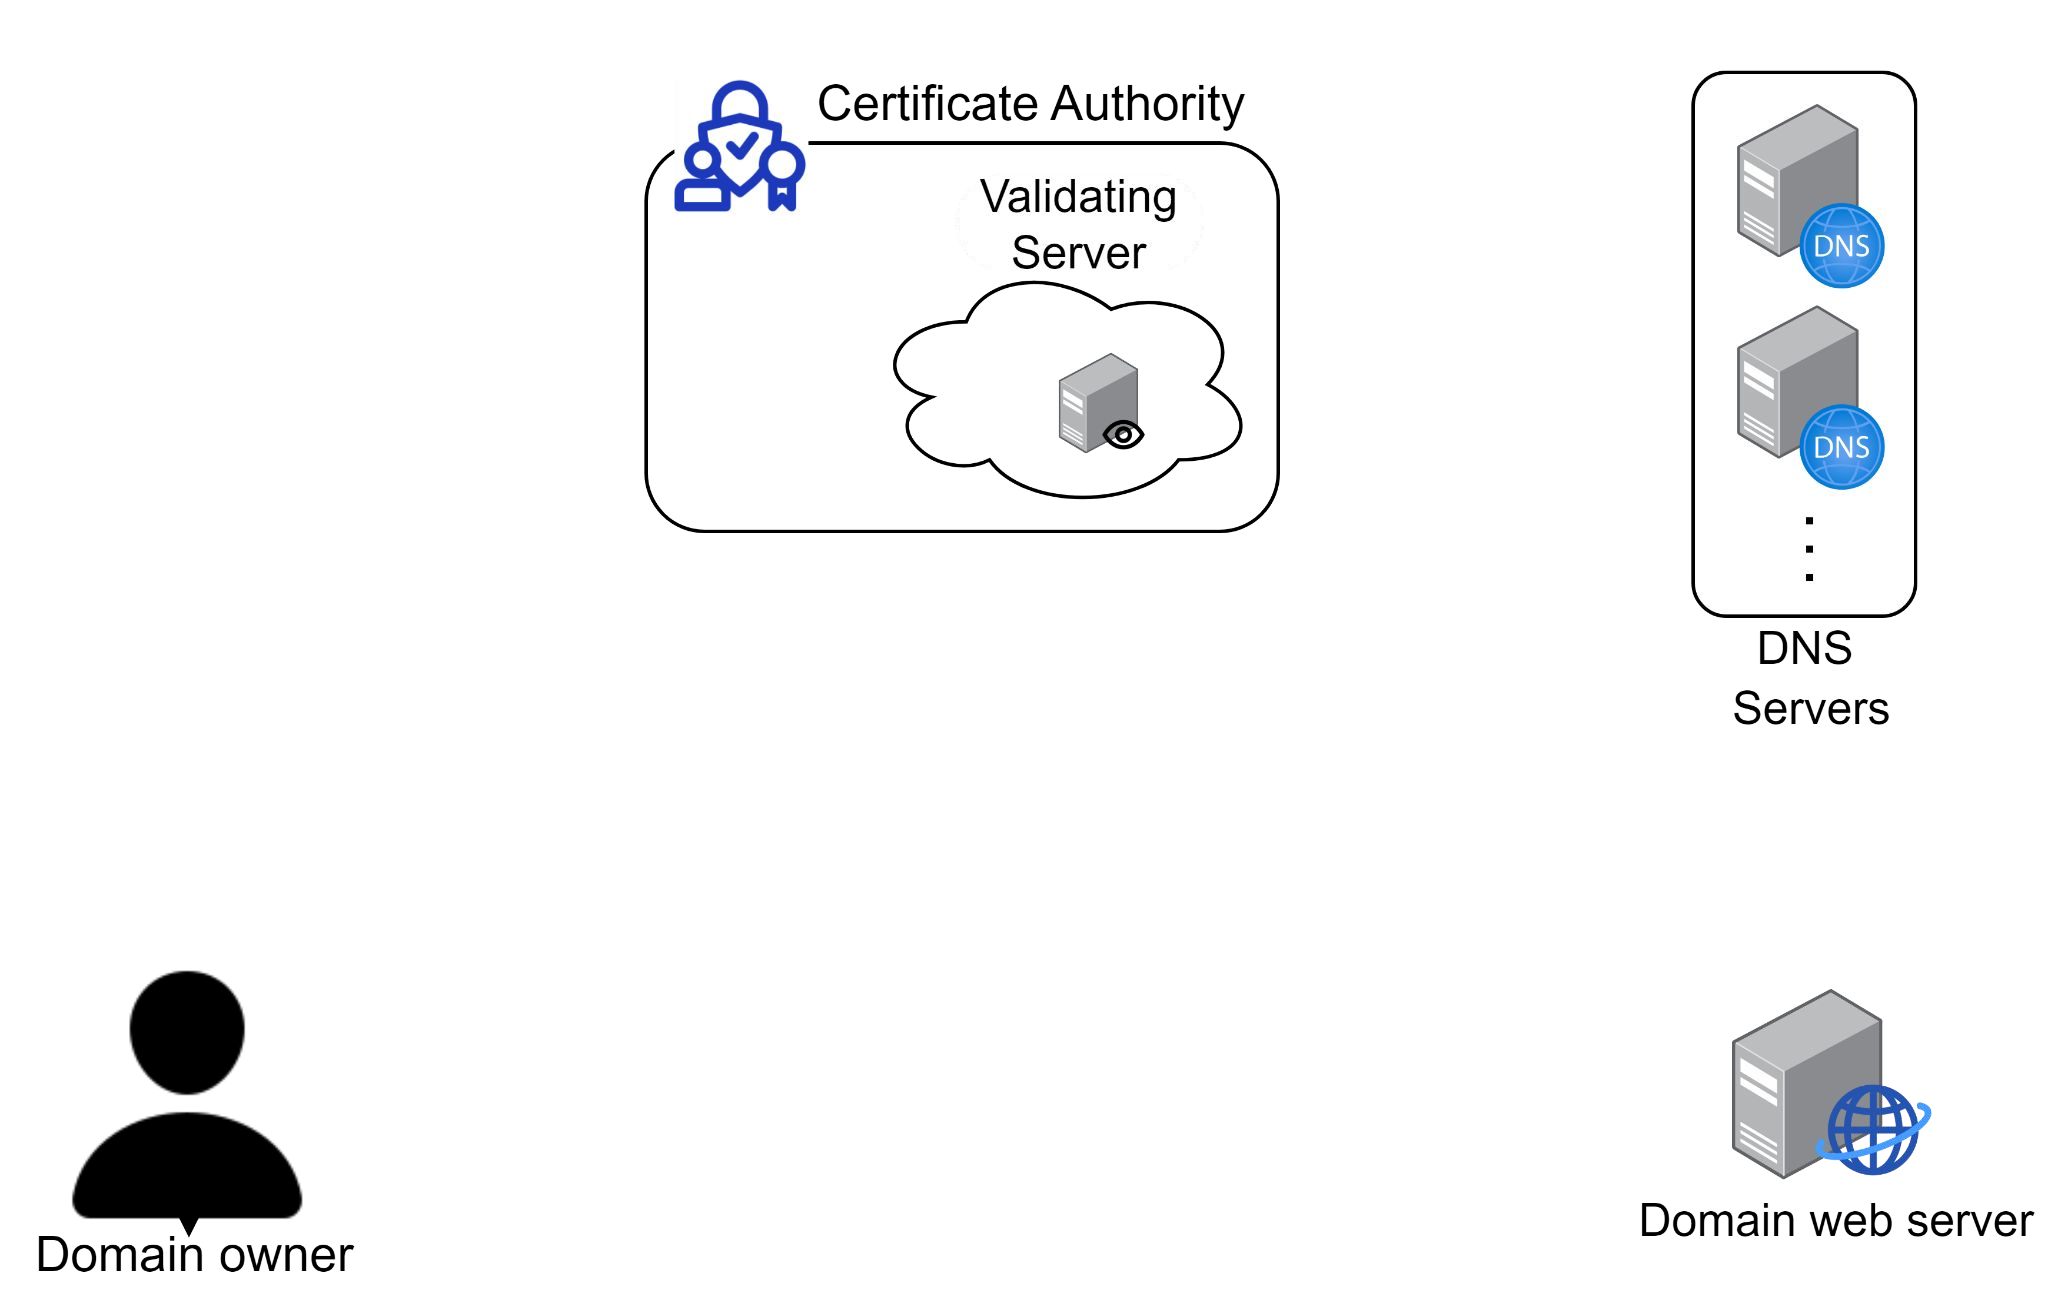 Certificate Authority
Validating
Server
DNS
DNS
DNS
Servers
Domain owner
Domain web server